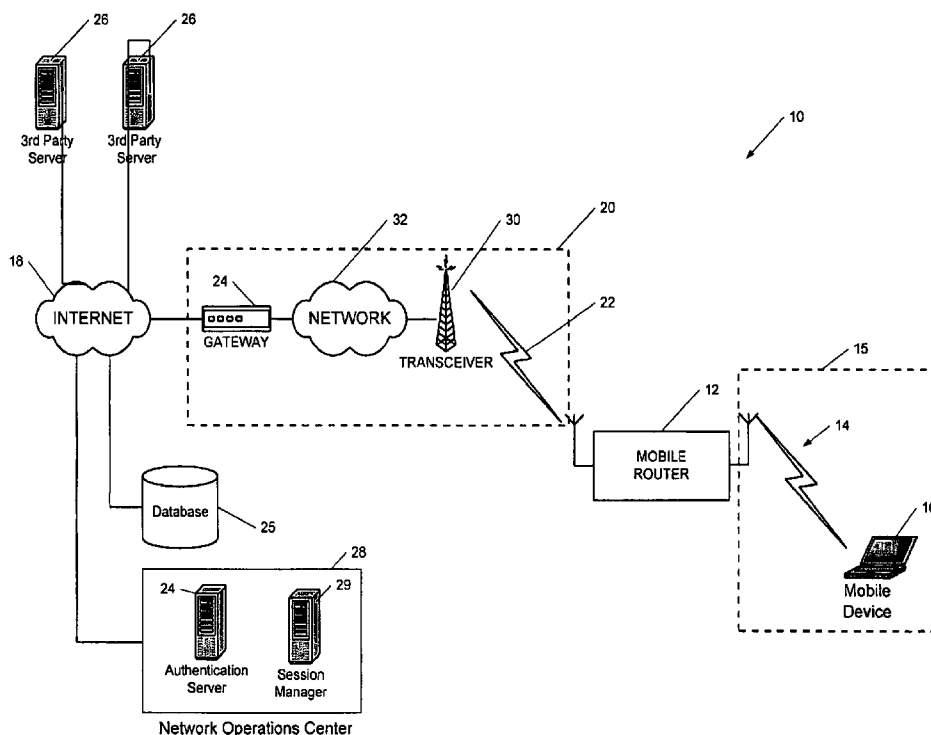 26
26
3rd Party
Server
3rd Party
Server
10
20
32
30
18
24
INTERNET
GATEWAY
NETWORK
TRANSCEIVER
22
15
12
14
MOBILE
ROUTER
Database
25
16
Mobile
Device
28
24
29
Authentication
Server
Session
Manager
Network Operations Center